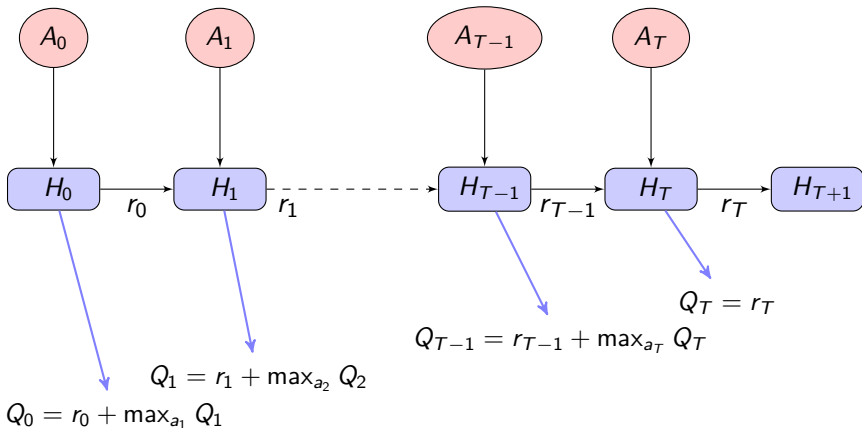 A_0 A_1 A_{T−1} A_T
H_0 H_1 H_{T−1} H_T H_{T+1}
r_0 r_1 r_{T−1} r_T
Q_T = r_T
Q_{T−1} = r_{T−1} + max_{a_T} Q_T
Q_1 = r_1 + max_{a_2} Q_2
Q_0 = r_0 + max_{a_1} Q_1